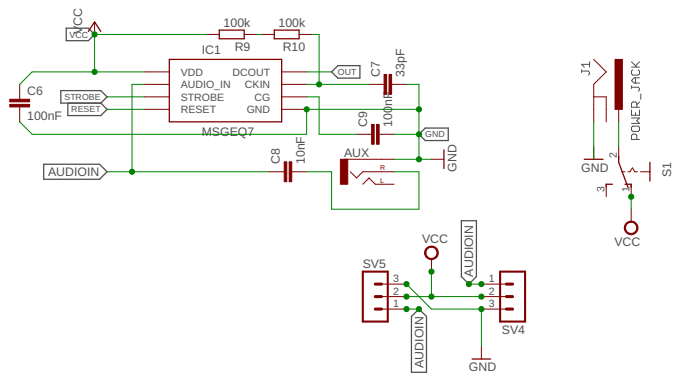 VCC
VCC
100k
100k
R9
R10
IC1
VDD
DCOUT
OUT
AUDIO_IN
CKIN
STROBE
STROBE
CG
RESET
RESET
GND
MSGEQ7
C6
100nF
C7
33pF
C9
100nF
GND
C8
10nF
AUX
R
L
GND
AUDIOIN
J1
POWER_JACK
GND
2
3
1
S1
VCC
VCC
AUDIOIN
SV5
3
2
1
1
2
3
SV4
AUDIOIN
GND